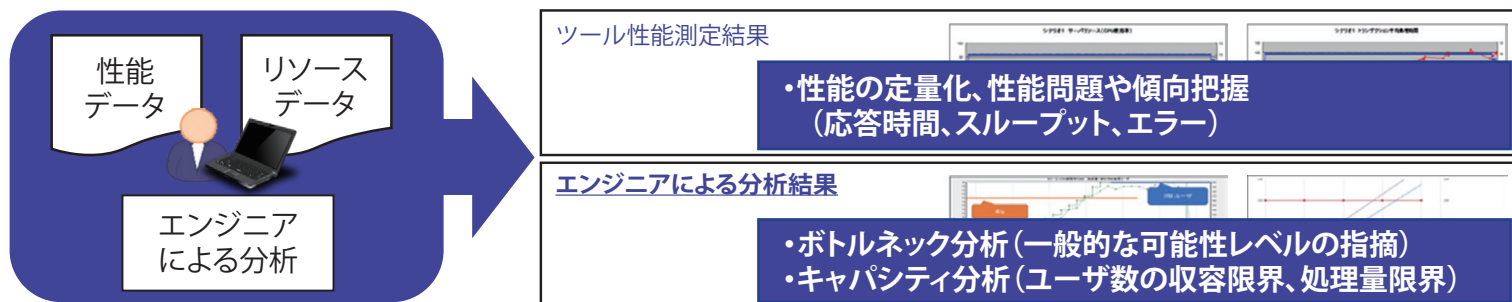 性能
データ
リソース
データ
エンジニア
による分析
ツール性能測定結果
・性能の定量化、性能問題や傾向把握
（応答時間、スループット、エラー）
エンジニアによる分析結果
・ボトルネック分析（一般的な可能性レベルの指摘）
・キャパシティ分析（ユーザ数の収容限界、処理量限界）